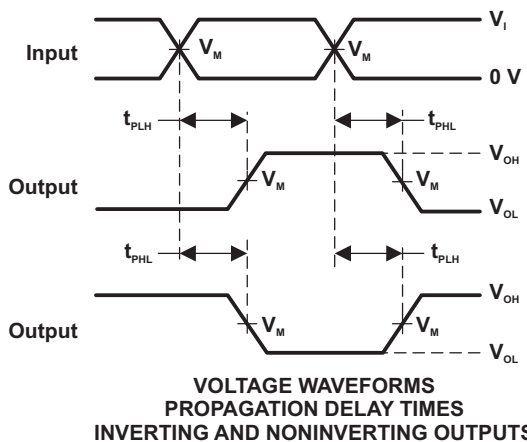 Input
V_M
V_M
V_I
0 V
t_PLH
t_PHL
Output
V_M
V_M
V_OH
V_OL
t_PHL
t_PLH
Output
V_M
V_M
V_OH
V_OL
VOLTAGE WAVEFORMS
PROPAGATION DELAY TIMES
INVERTING AND NONINVERTING OUTPUTS